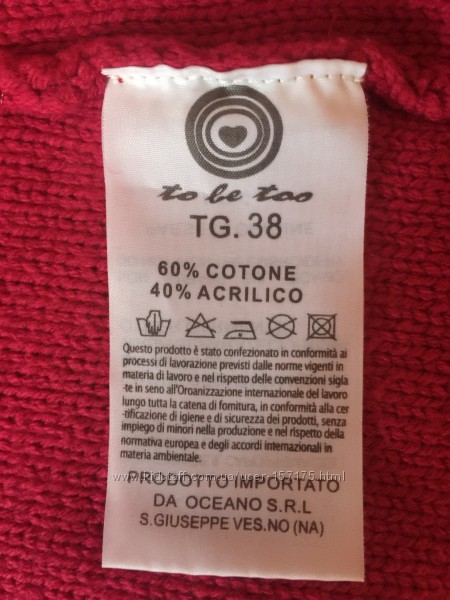 to be too
TG. 38
60% COTONE
40% ACRILICO
Questo prodotto è stato confezionato in conformità ai
processi di lavorazione previsti dalle norme vigenti in
materia di lavoro e nel rispetto delle convenzioni sigla
-te in seno all'Oroanizzazione internazionale del lavoro
lungo tutta la catena di fornitura, in conformità alla cer
-tificazione di igiene e di sicurezza dei prodotti, senza
impiego di minori nella produzione e nel rispetto della
normativa europea e degli accordi internazionali in
materia ambientale.
PRODOTTO IMPORTATO
DA OCEANO S.R.L
S.GIUSEPPE VES.NO (NA)